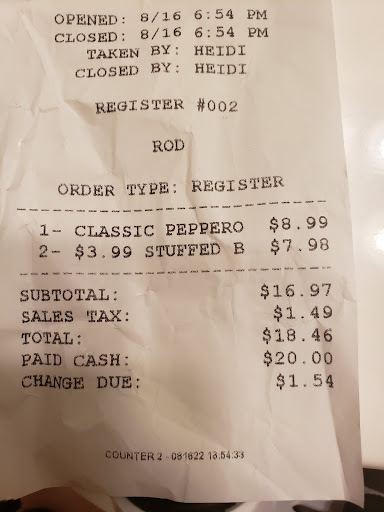 OPENED: 8/16 6:54 PM
CLOSED: 8/16 6:54 PM
TAKEN BY: HEIDI
CLOSED BY: HEIDI
REGISTER #002
ROD
ORDER TYPE: REGISTER
1- CLASSIC PEPPERO $8.99
2- $3.99 STUFFED B $7.98
SUBTOTAL: $16.97
SALES TAX: $1.49
TOTAL: $18.46
PAID CASH: $20.00
CHANGE DUE: $1.54
COUNTER 2 - 081622 18:54:33